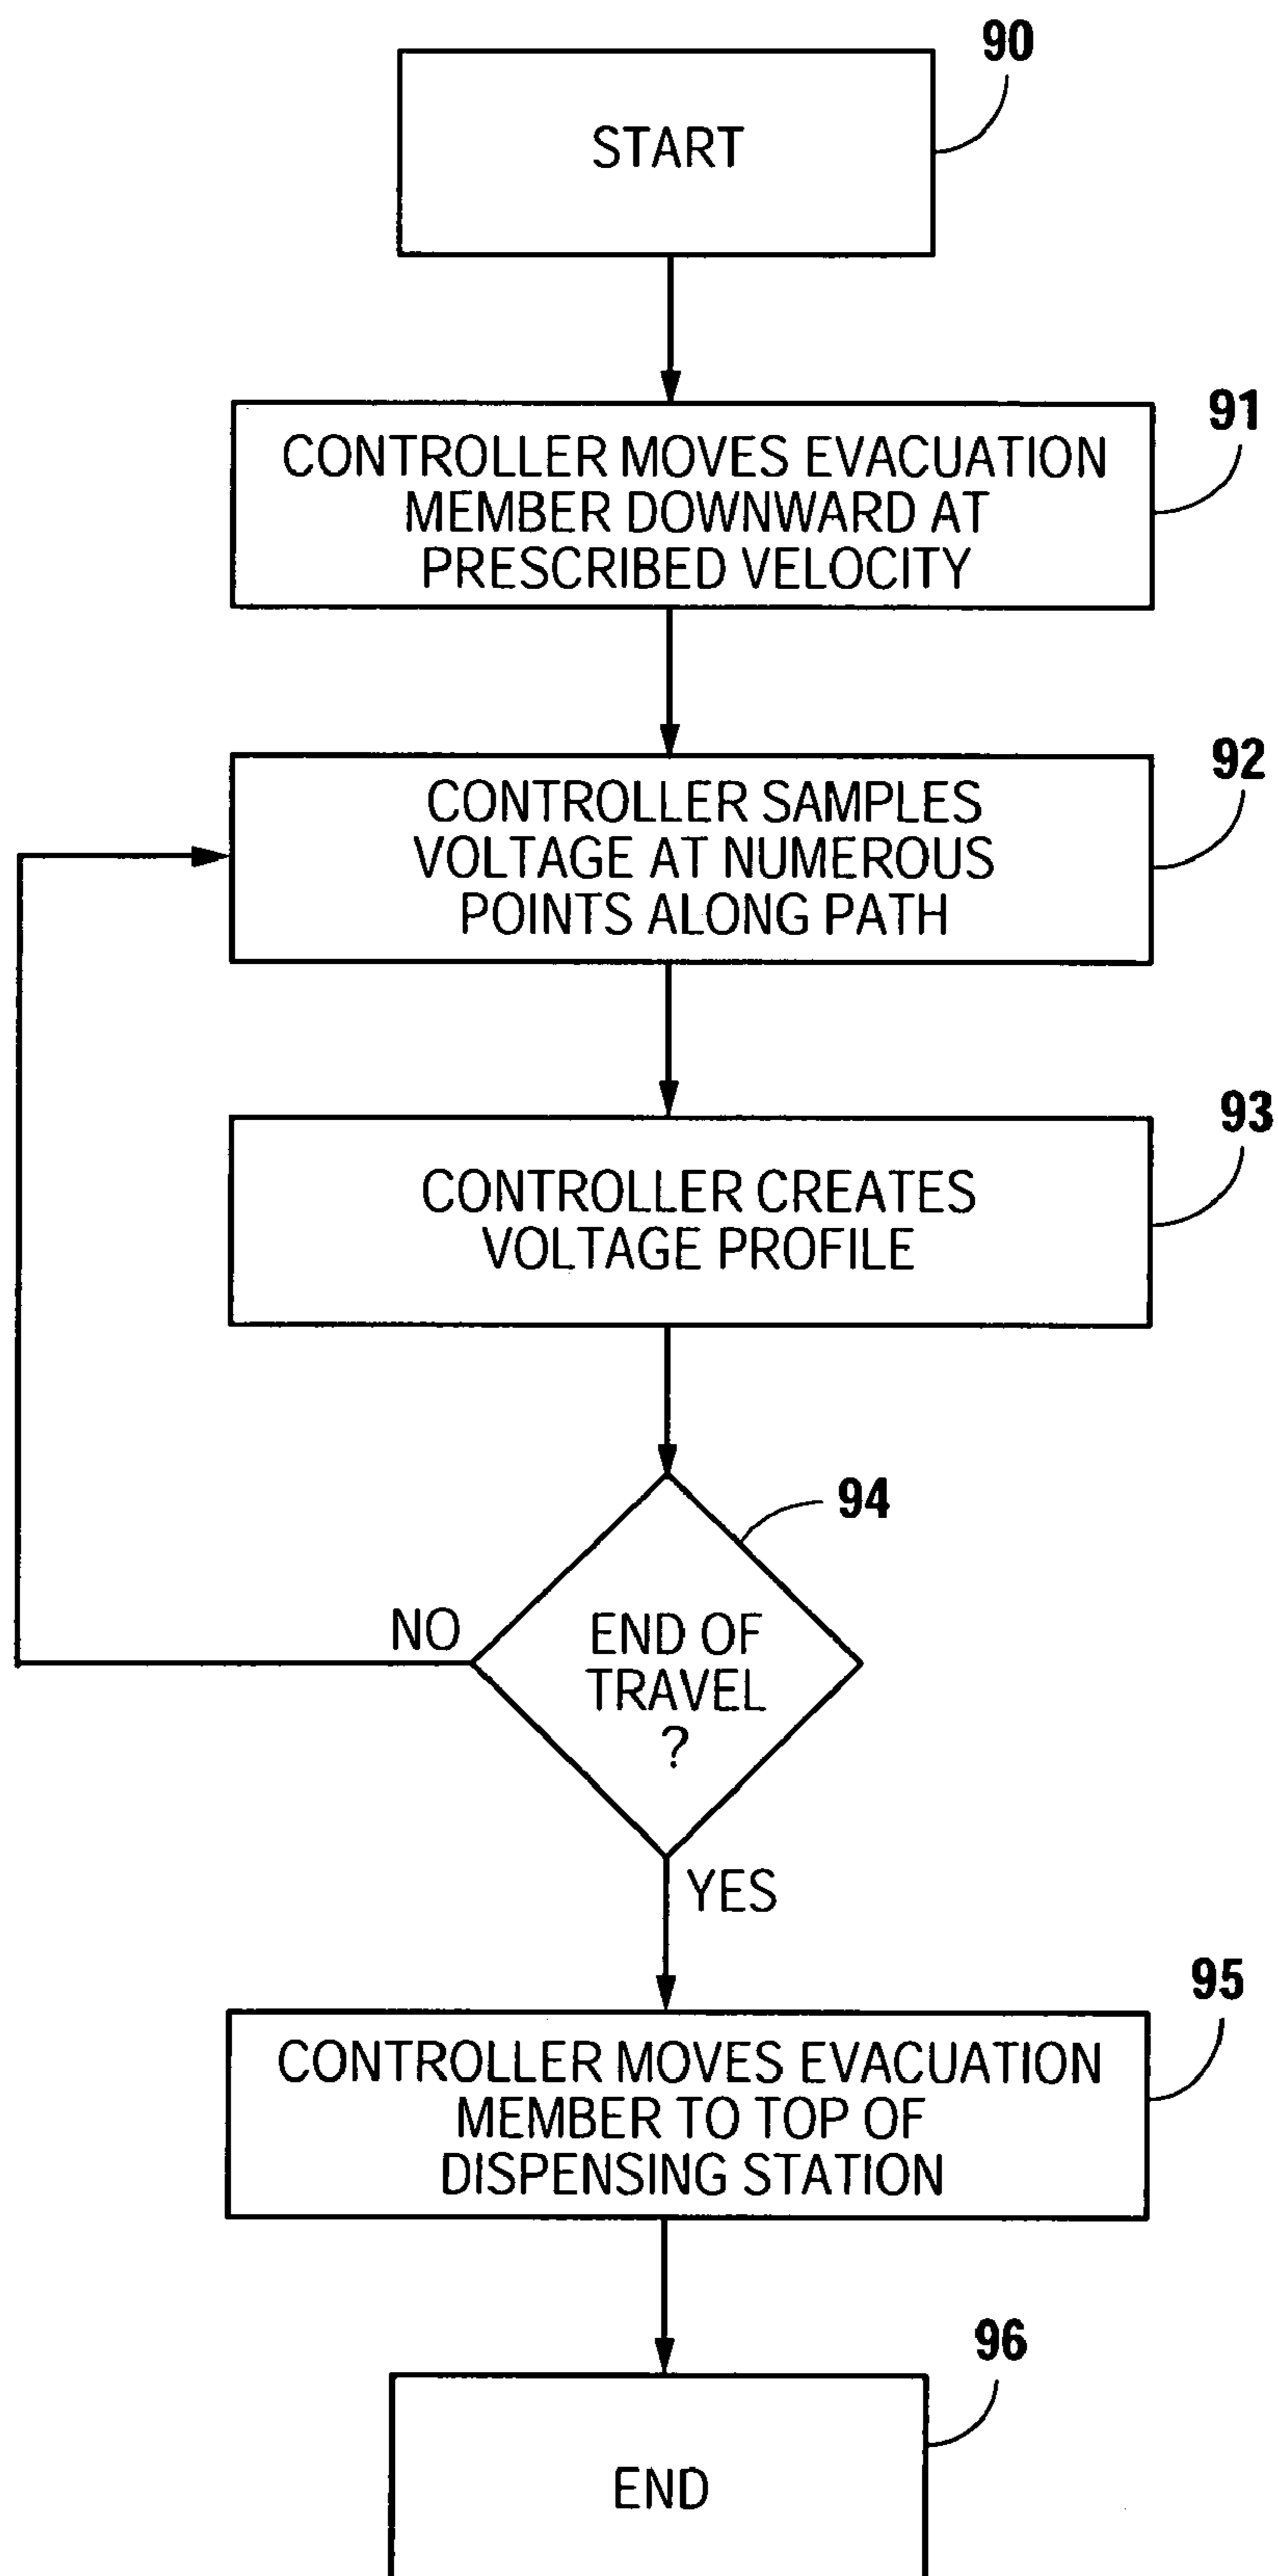 90
START
91
CONTROLLER MOVES EVACUATION
MEMBER DOWNWARD AT
PRESCRIBED VELOCITY
92
CONTROLLER SAMPLES
VOLTAGE AT NUMEROUS
POINTS ALONG PATH
93
CONTROLLER CREATES
VOLTAGE PROFILE
94
NO
END OF
TRAVEL
?
YES
95
CONTROLLER MOVES EVACUATION
MEMBER TO TOP OF
DISPENSING STATION
96
END